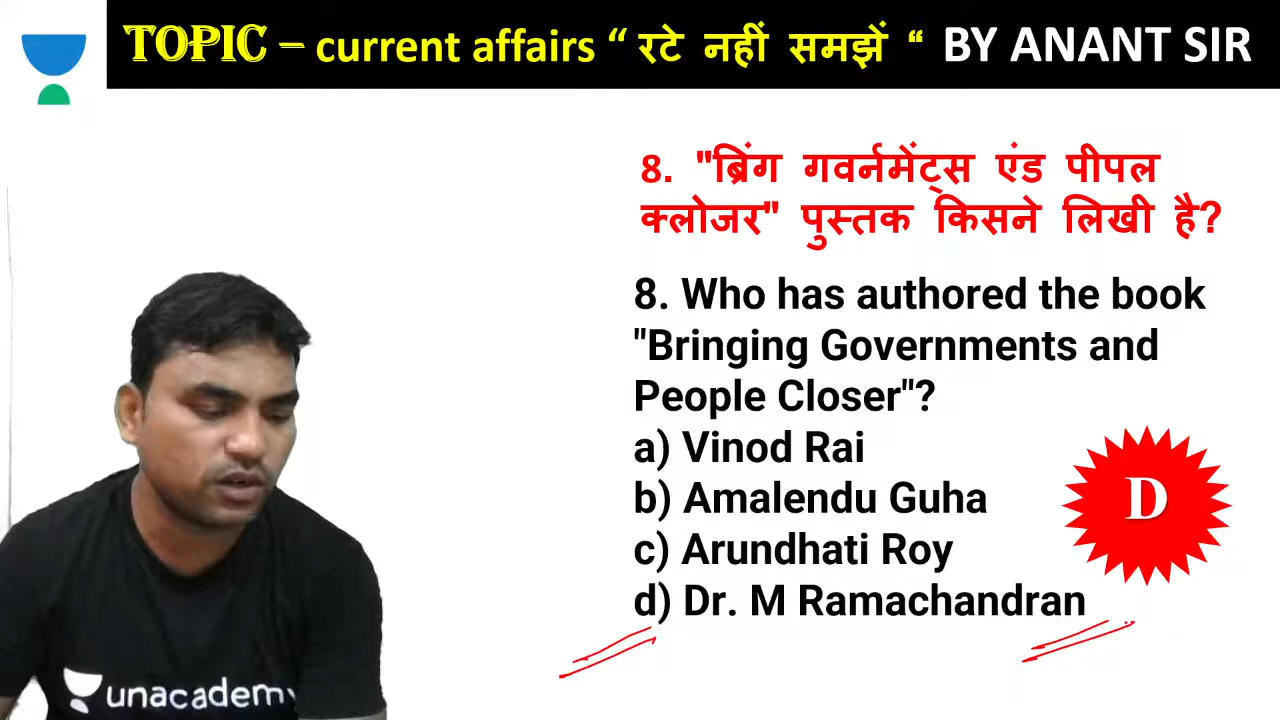 TOPIC – current affairs “ रटे नहीं समझें “ BY ANANT SIR
8. "ब्रिंग गवर्नमेंट्स एंड पीपल
क्लोजर" पुस्तक किसने लिखी है?
8. Who has authored the book
"Bringing Governments and
People Closer"?
a) Vinod Rai
b) Amalendu Guha
c) Arundhati Roy
d) Dr. M Ramachandran
D
unacademy